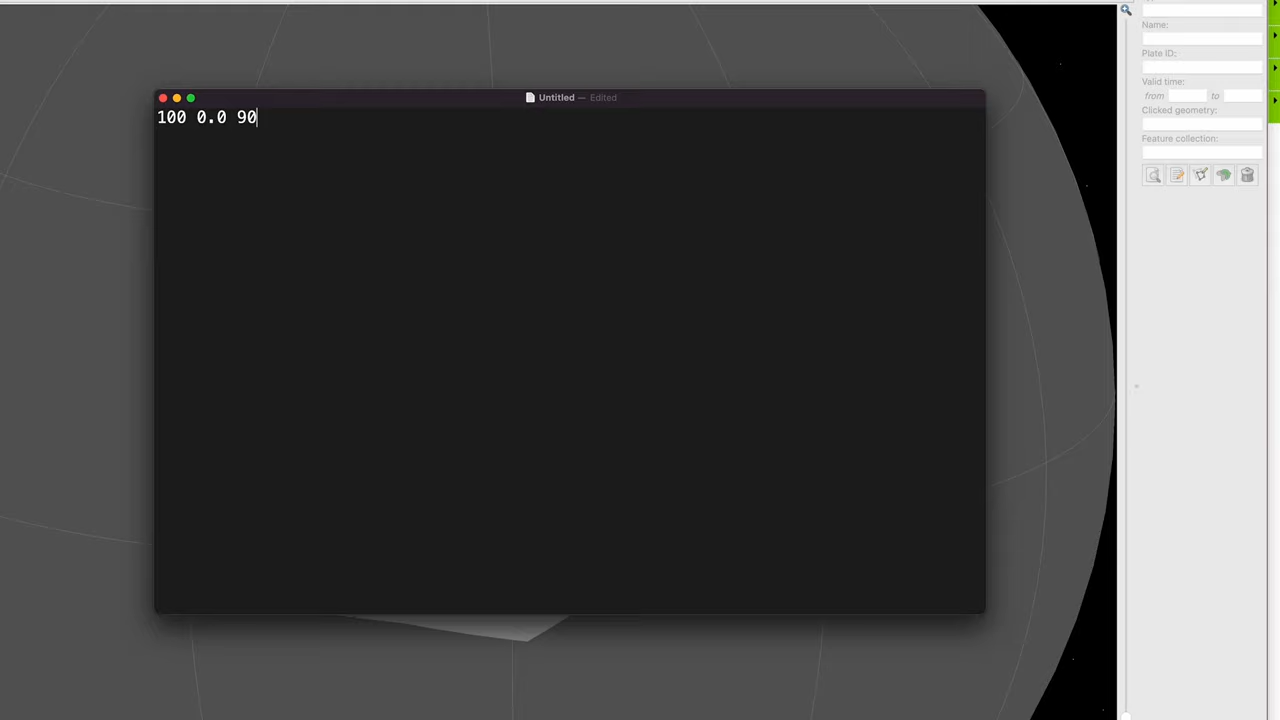 Untitled — Edited
100 0.0 90
Name:
Plate ID:
Valid time:
from to
Clicked geometry:
Feature collection: